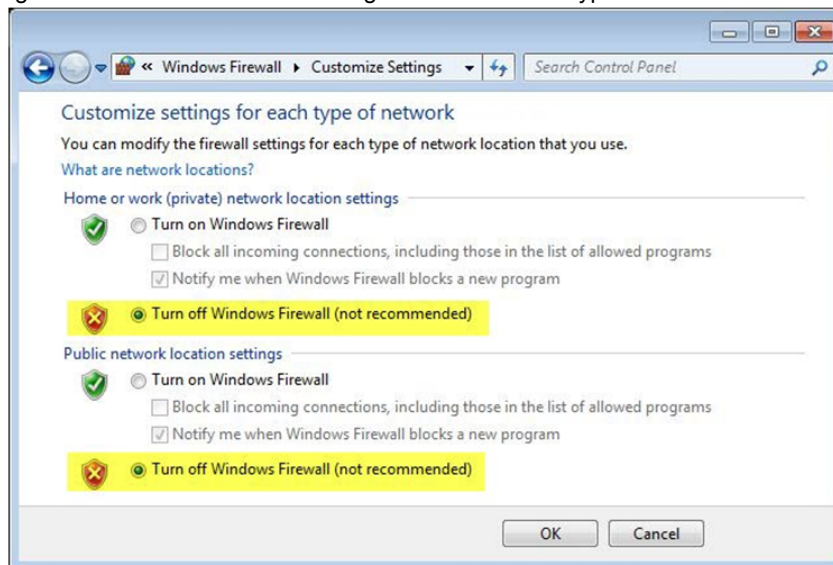 « Windows Firewall ▸ Customize Settings
Search Control Panel
Customize settings for each type of network
You can modify the firewall settings for each type of network location that you use.
What are network locations?
Home or work (private) network location settings
Turn on Windows Firewall
Block all incoming connections, including those in the list of allowed programs
Notify me when Windows Firewall blocks a new program
Turn off Windows Firewall (not recommended)
Public network location settings
Turn on Windows Firewall
Block all incoming connections, including those in the list of allowed programs
Notify me when Windows Firewall blocks a new program
Turn off Windows Firewall (not recommended)
OK Cancel